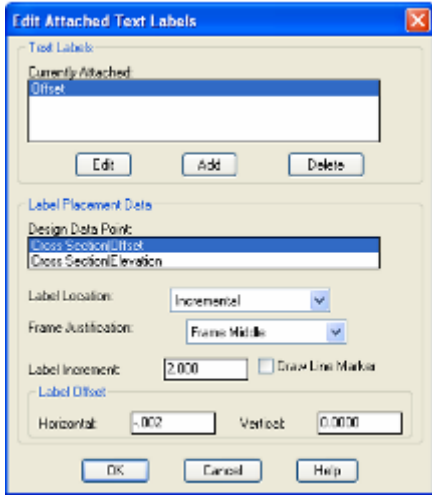 Edit Attached Text Labels
Text Labels
Currently Attached:
Offset
Edit Add Delete
Label Placement Data
Design Data Point:
Cross Section|Offset
Cross Section|Elevation
Label Location: Incremental
Frame Justification: Frame Middle
Label Increment: 2.000 Draw Line Marker
Label Offset
Horizontal: -.002 Vertical: 0.0000
OK Cancel Help